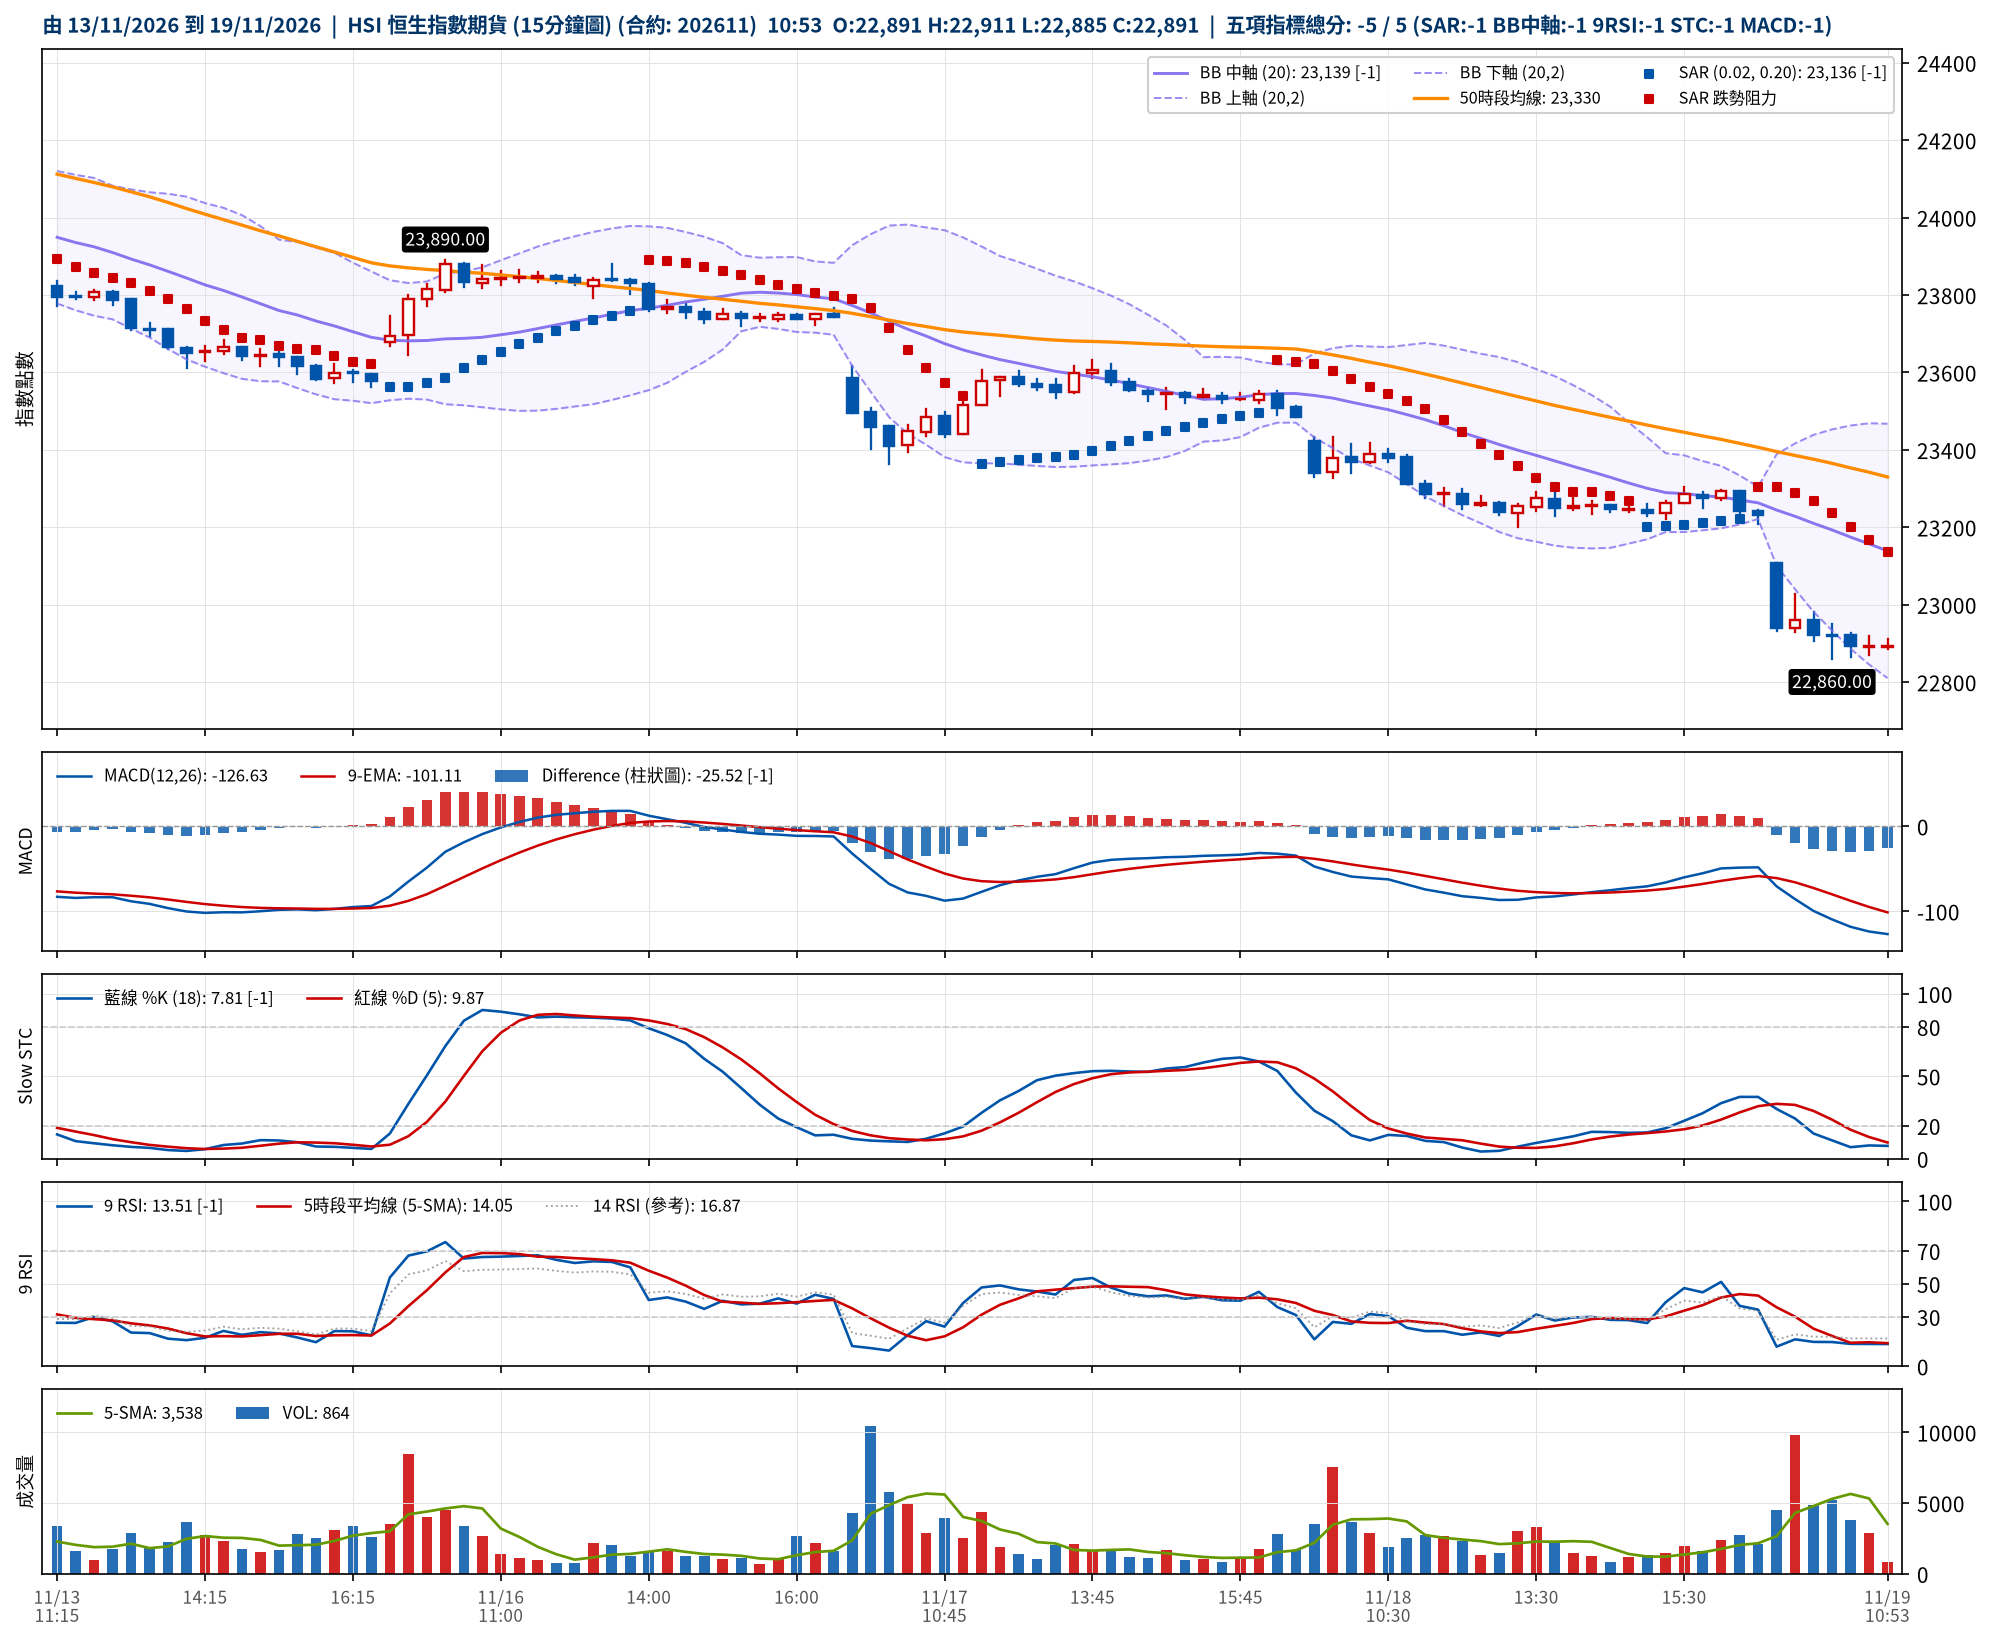 由 13/11/2026 到 19/11/2026 | HSI 恒生指數期貨 (15分鐘圖) (合約: 202611) 10:53 O:22,891 H:22,911 L:22,885 C:22,891 | 五項指標總分: -5 / 5 (SAR:-1 BB中軸:-1 9RSI:-1 STC:-1 MACD:-1)
BB 中軸 (20): 23,139 [-1]
BB 下軸 (20,2)
SAR (0.02, 0.20): 23,136 [-1]
BB 上軸 (20,2)
50時段均線: 23,330
SAR 跌勢阻力
24400
24200
24000
23800
23600
23400
23200
23000
22800
指數點數
23,890.00
22,860.00
MACD(12,26): -126.63
9-EMA: -101.11
Difference (柱狀圖): -25.52 [-1]
MACD
0
-100
藍線 %K (18): 7.81 [-1]
紅線 %D (5): 9.87
Slow STC
100
80
50
20
0
9 RSI: 13.51 [-1]
5時段平均線 (5-SMA): 14.05
14 RSI (參考): 16.87
9 RSI
100
70
50
30
0
5-SMA: 3,538
VOL: 864
成交量
10000
5000
0
11/13
11:15
14:15
16:15
11/16
11:00
14:00
16:00
11/17
10:45
13:45
15:45
11/18
10:30
13:30
15:30
11/19
10:53